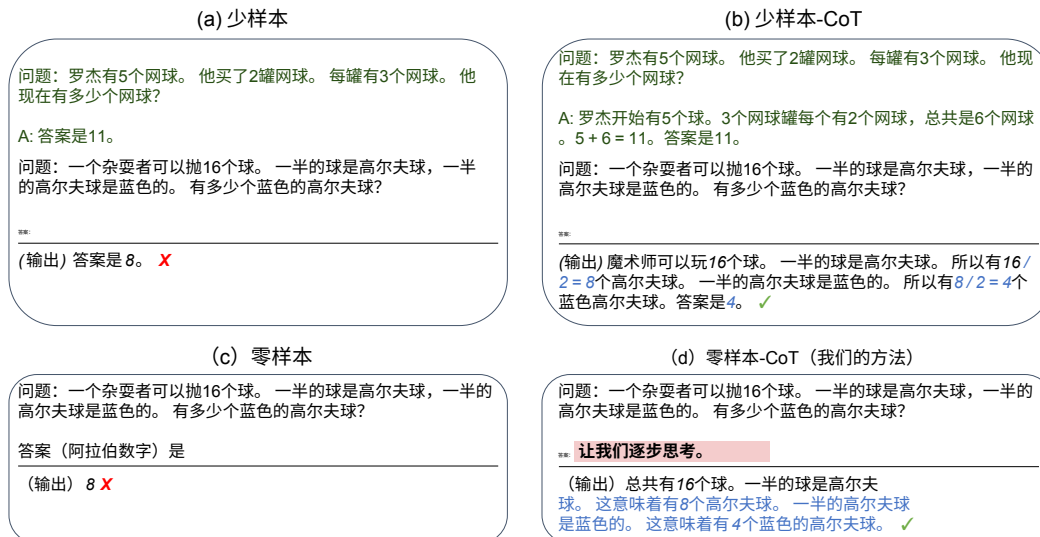 (a) 少样本
问题：罗杰有5个网球。 他买了2罐网球。 每罐有3个网球。 他
现在有多少个网球？
A: 答案是11。
问题：一个杂耍者可以抛16个球。 一半的球是高尔夫球，一半
的高尔夫球是蓝色的。 有多少个蓝色的高尔夫球？
答案：
(输出) 答案是 8。 X
(b) 少样本-CoT
问题：罗杰有5个网球。 他买了2罐网球。 每罐有3个网球。 他现
在有多少个网球？
A: 罗杰开始有5个球。3个网球罐每个有2个网球，总共是6个网球
。5 + 6 = 11。答案是11。
问题：一个杂耍者可以抛16个球。 一半的球是高尔夫球，一半的
高尔夫球是蓝色的。 有多少个蓝色的高尔夫球？
答案：
(输出) 魔术师可以玩16个球。 一半的球是高尔夫球。 所以有16 /
2 = 8个高尔夫球。 一半的高尔夫球是蓝色的。 所以有8 / 2 = 4个
蓝色高尔夫球。答案是4。 ✓
（c）零样本
问题：一个杂耍者可以抛16个球。 一半的球是高尔夫球，一半的
高尔夫球是蓝色的。 有多少个蓝色的高尔夫球？
答案（阿拉伯数字）是
（输出） 8 X
（d）零样本-CoT（我们的方法）
问题：一个杂耍者可以抛16个球。 一半的球是高尔夫球，一半的
高尔夫球是蓝色的。 有多少个蓝色的高尔夫球？
答案： 让我们逐步思考。
（输出）总共有16个球。一半的球是高尔夫
球。 这意味着有8个高尔夫球。 一半的高尔夫球
是蓝色的。 这意味着有 4个蓝色的高尔夫球。 ✓